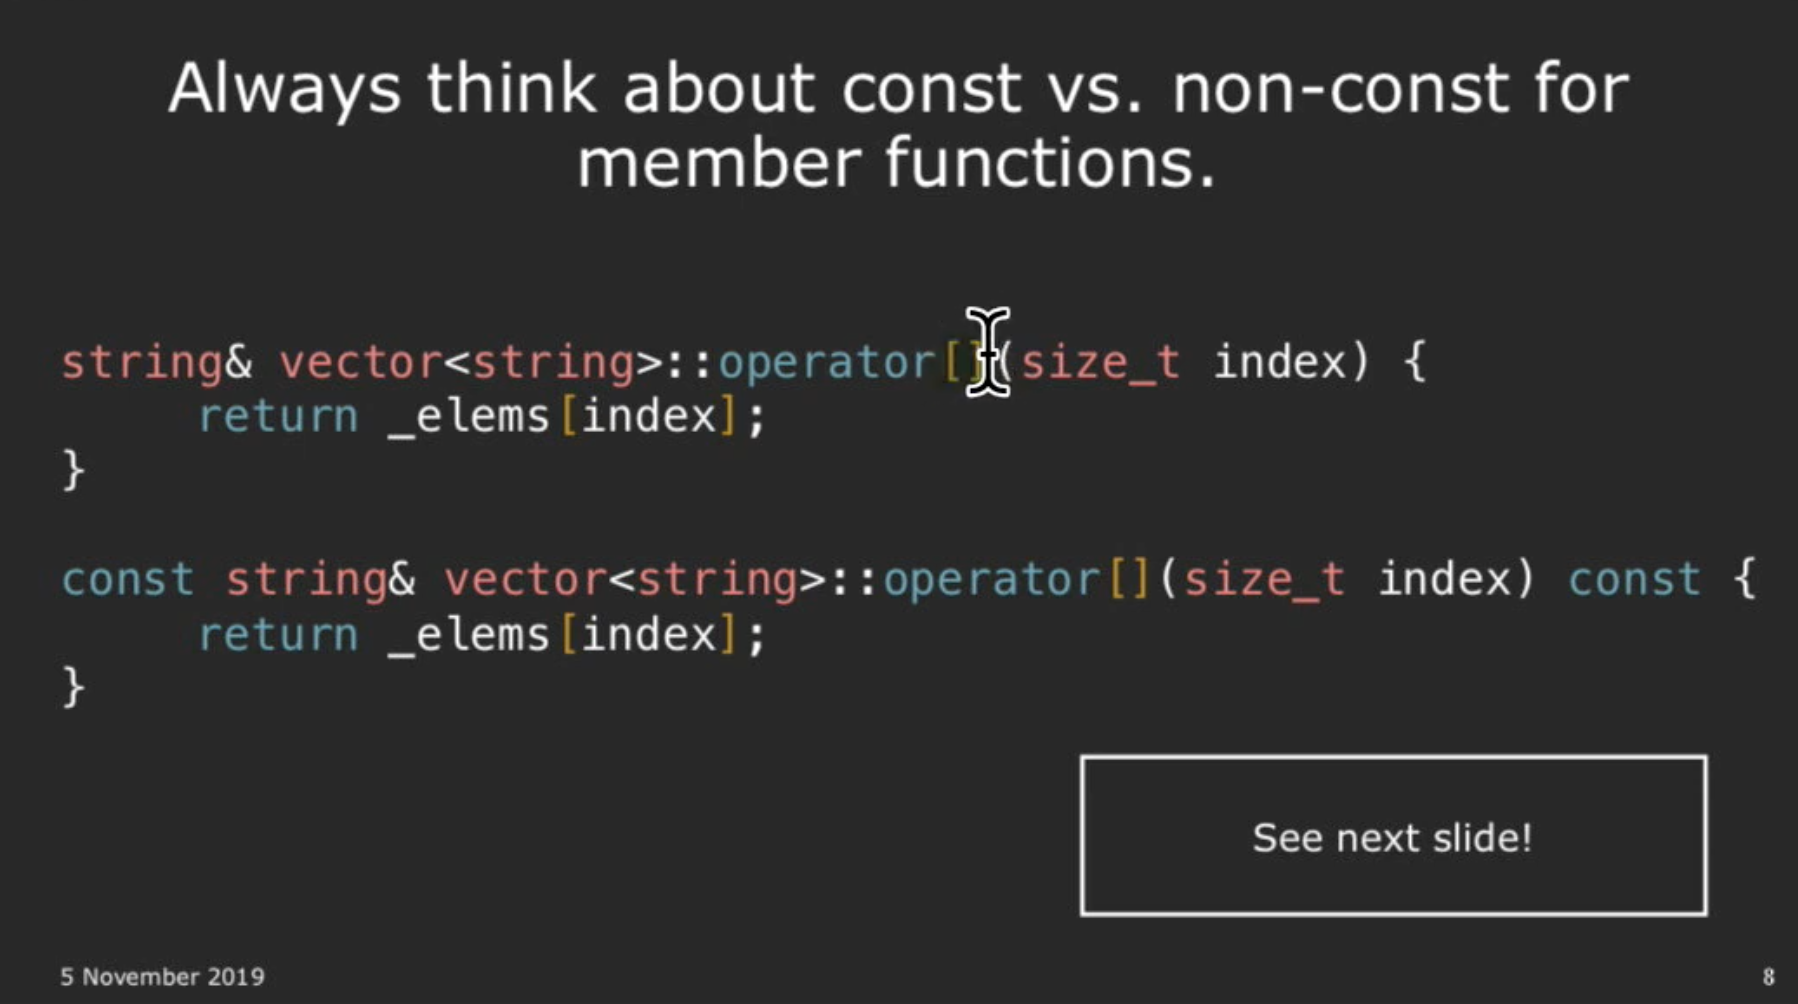 Always think about const vs. non-const for
member functions.
string& vector<string>::operator[](size_t index) {
return _elems[index];
}
const string& vector<string>::operator[](size_t index) const {
return _elems[index];
}
See next slide!
5 November 2019
8